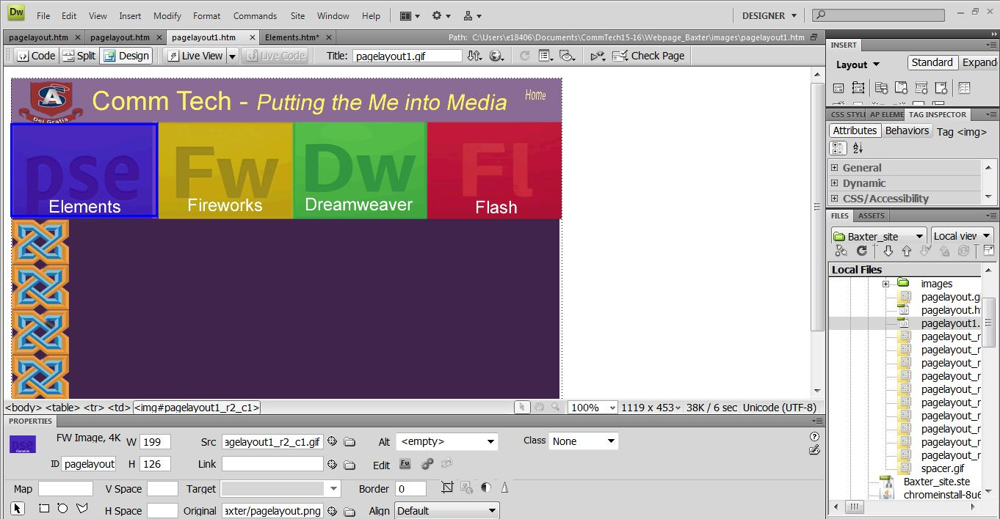 Dw File Edit View Insert Modify Format Commands Site Window Help DESIGNER
pagelayout.htm pagelayout.htm pagelayout1.htm Elements.htm* Path: C:\Users\e18406\Documents\CommTech15-16\Webpage_Baxter\images\pagelayout1.htm
Code Split Design Live View Live Code Title: pagelayout1.gif Check Page
A
Dei Gratia
Comm Tech - Putting the Me into Media Home
pse Fw Dw Fl
Elements Fireworks Dreamweaver Flash
<body> <table> <tr> <td> <img#pagelayout1_r2_c1> 100% 1119 x 453 38K / 6 sec Unicode (UTF-8)
PROPERTIES
FW Image, 4K W 199 Src agelayout1_r2_c1.gif Alt <empty> Class None
pse
Elements
ID pagelayout H 126 Link Edit Fw
Map V Space Target Border 0
H Space Original axter/pagelayout.png Align Default
INSERT
Layout Standard Expand
CSS STYL AP ELEME TAG INSPECTOR
Attributes Behaviors Tag <img>
General
Dynamic
CSS/Accessibility
FILES ASSETS
Baxter_site Local view
Local Files
images
pagelayout.gi
pagelayout.ht
pagelayout1.
pagelayout_r
pagelayout_r
pagelayout_r
pagelayout_r
pagelayout_r
pagelayout_r
pagelayout_r
pagelayout_r
pagelayout_r
pagelayout_r
spacer.gif
Baxter_site.ste
chromeinstall-8u6